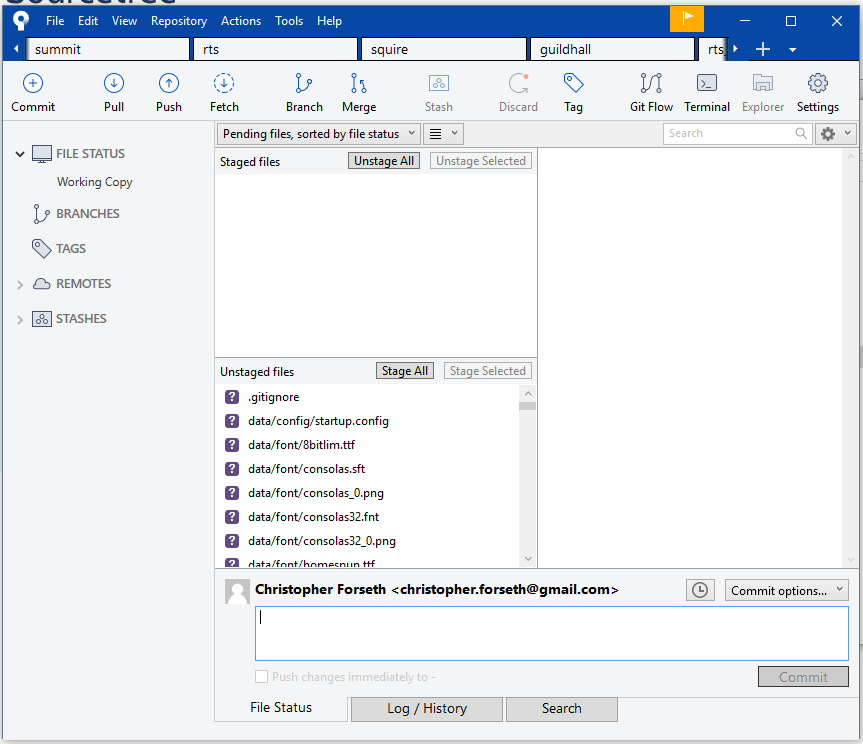 Sourcetree
File Edit View Repository Actions Tools Help
summit rts squire guildhall rts
Commit Pull Push Fetch Branch Merge Stash Discard Tag Git Flow Terminal Explorer Settings
Pending files, sorted by file status Search
FILE STATUS
Working Copy
BRANCHES
TAGS
REMOTES
STASHES
Staged files Unstage All Unstage Selected
Unstaged files Stage All Stage Selected
? .gitignore
? data/config/startup.config
? data/font/8bitlim.ttf
? data/font/consolas.sft
? data/font/consolas_0.png
? data/font/consolas32.fnt
? data/font/consolas32_0.png
? data/font/homespun.ttf
Christopher Forseth <christopher.forseth@gmail.com> Commit options...
Push changes immediately to - Commit
File Status Log / History Search